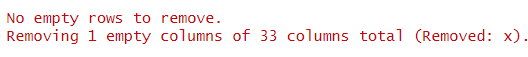 No empty rows to remove.
Removing 1 empty columns of 33 columns total (Removed: x).